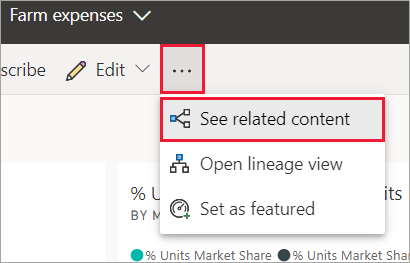 Farm expenses
scribe Edit ...
See related content
Open lineage view
Set as featured
% U its
BY M
% Units Market Share % Units Market Share